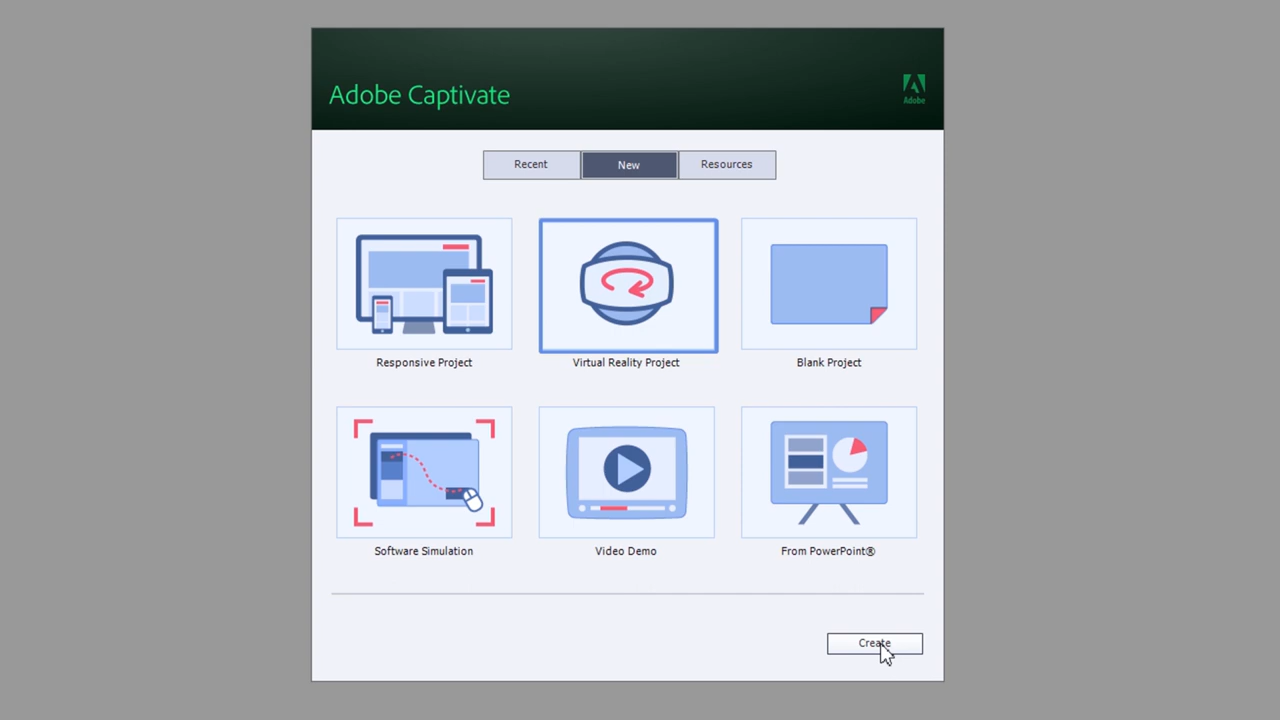 Adobe Captivate
Adobe
Recent New Resources
Responsive Project Virtual Reality Project Blank Project
Software Simulation Video Demo From PowerPoint®
Create